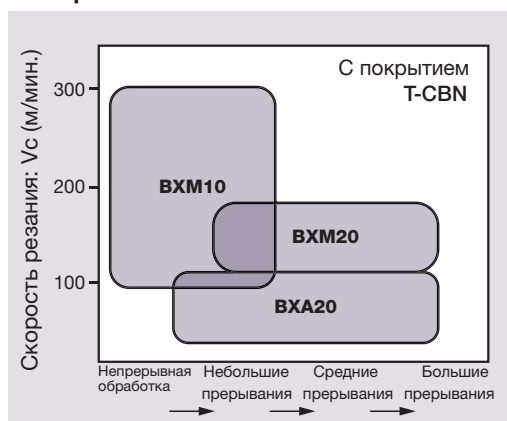 С покрытием
T-CBN
Скорость резания: Vc (м/мин.)
300
200
100
BXM10
BXM20
BXA20
Непрерывная Небольшие Средние Большие
обработка прерывания прерывания прерывания